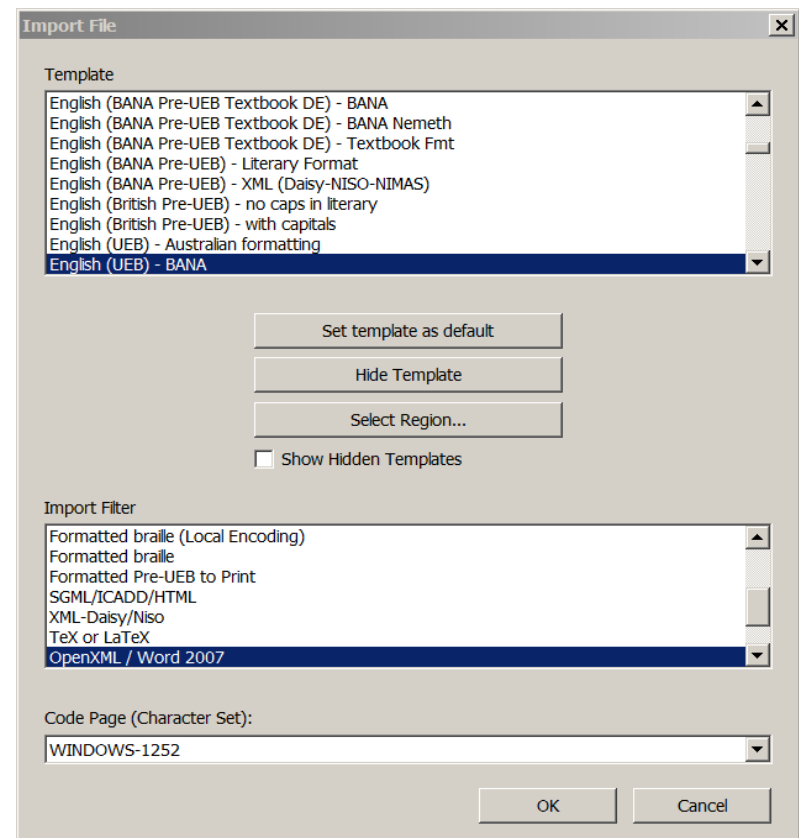 Import File
Template
English (BANA Pre-UEB Textbook DE) - BANA
English (BANA Pre-UEB Textbook DE) - BANA Nemeth
English (BANA Pre-UEB Textbook DE) - Textbook Fmt
English (BANA Pre-UEB) - Literary Format
English (BANA Pre-UEB) - XML (Daisy-NISO-NIMAS)
English (British Pre-UEB) - no caps in literary
English (British Pre-UEB) - with capitals
English (UEB) - Australian formatting
English (UEB) - BANA
Set template as default
Hide Template
Select Region...
Show Hidden Templates
Import Filter
Formatted braille (Local Encoding)
Formatted braille
Formatted Pre-UEB to Print
SGML/ICADD/HTML
XML-Daisy/Niso
TeX or LaTeX
OpenXML / Word 2007
Code Page (Character Set):
WINDOWS-1252
OK Cancel